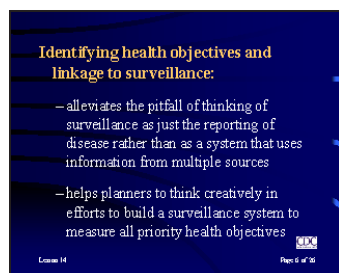 Identifying health objectives and
linkage to surveillance:
– alleviates the pitfall of thinking of
surveillance as just the reporting of
disease rather than as a system that uses
information from multiple sources
– helps planners to think creatively in
efforts to build a surveillance system to
measure all priority health objectives
CDC
Lesson 14
Page 6 of 26